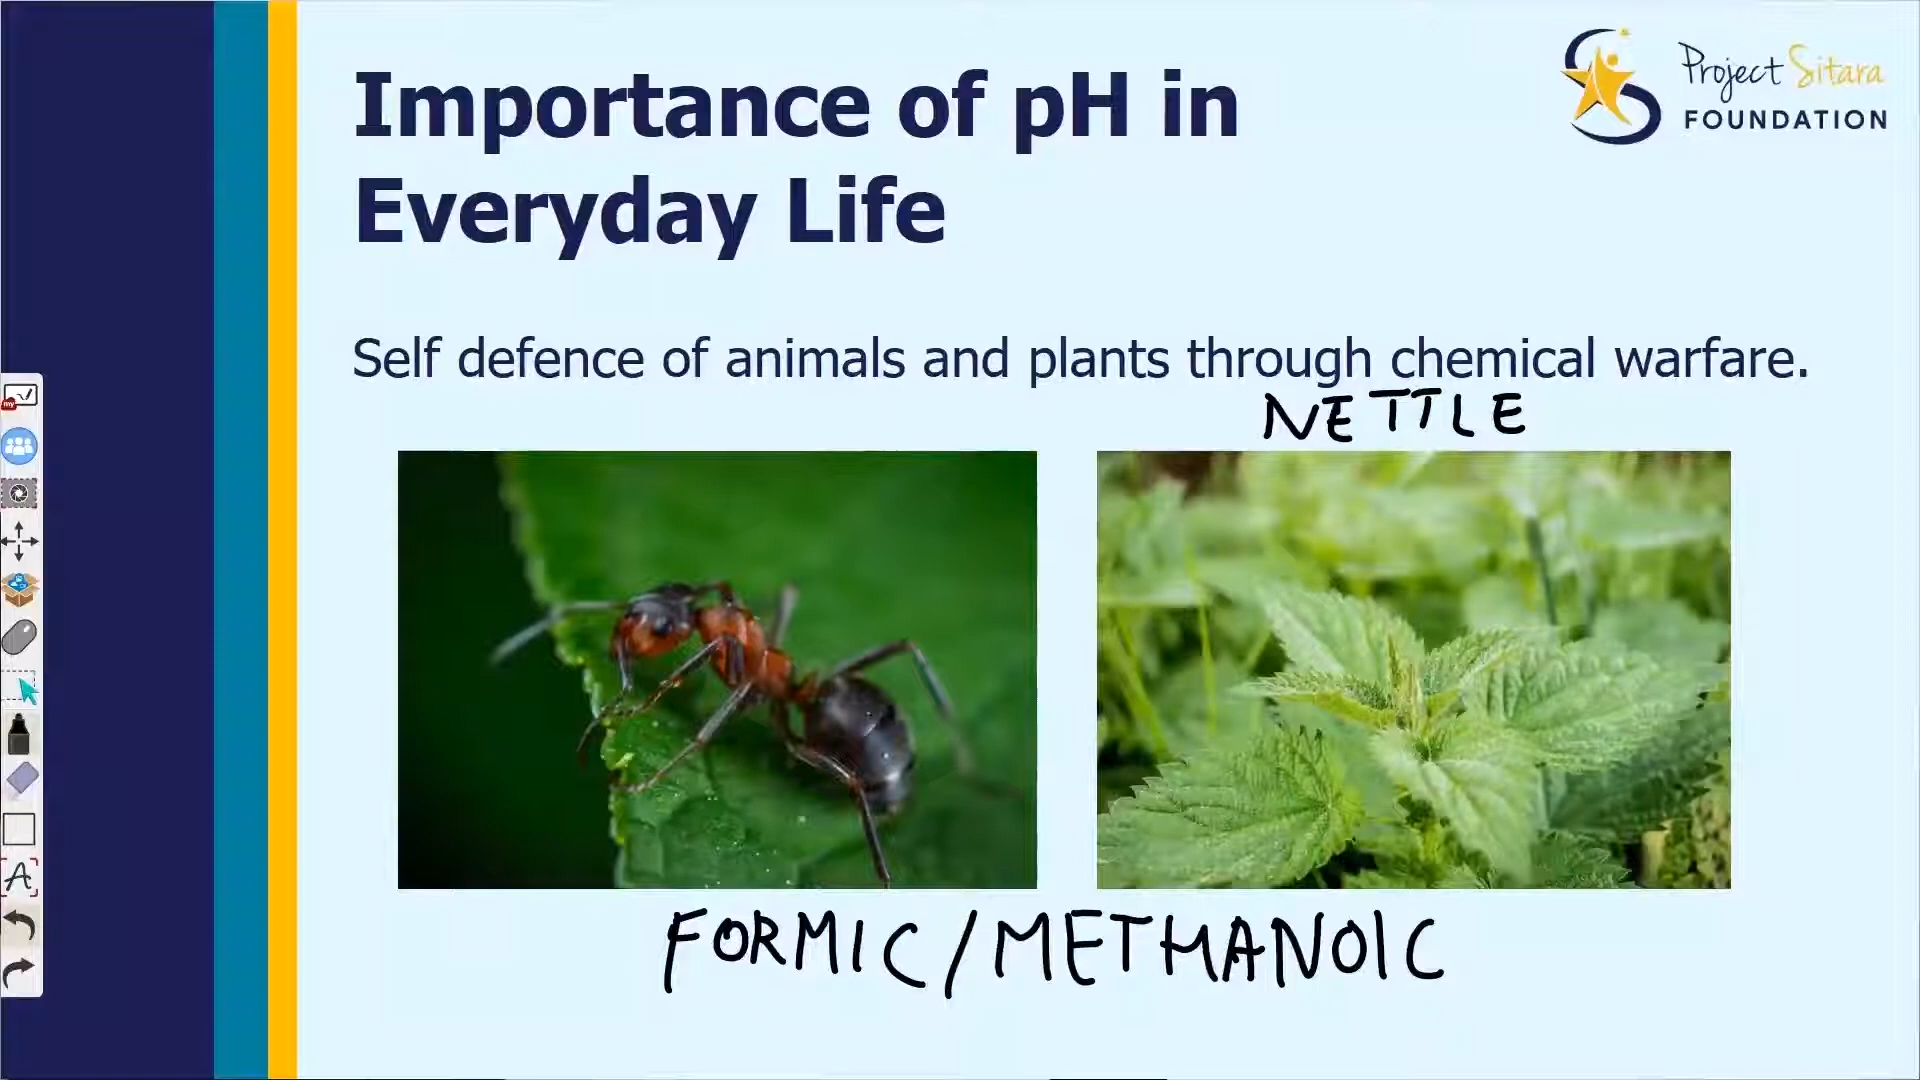 Importance of pH in
Everyday Life
Project Sitara
FOUNDATION
Self defence of animals and plants through chemical warfare.
NETTLE
FORMIC/METHANOIC